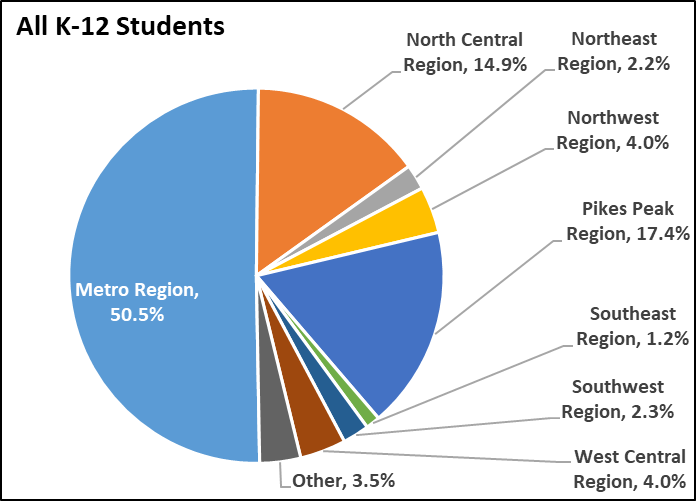 All K-12 Students
North Central
Region, 14.9%
Northeast
Region, 2.2%
Northwest
Region, 4.0%
Pikes Peak
Region, 17.4%
Southeast
Region, 1.2%
Southwest
Region, 2.3%
West Central
Region, 4.0%
Other, 3.5%
Metro Region,
50.5%